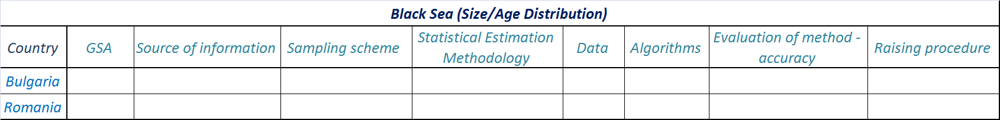 Black Sea (Size/Age Distribution)
Country GSA Source of information Sampling scheme Statistical Estimation Methodology Data Algorithms Evaluation of method - accuracy Raising procedure
Bulgaria
Romania